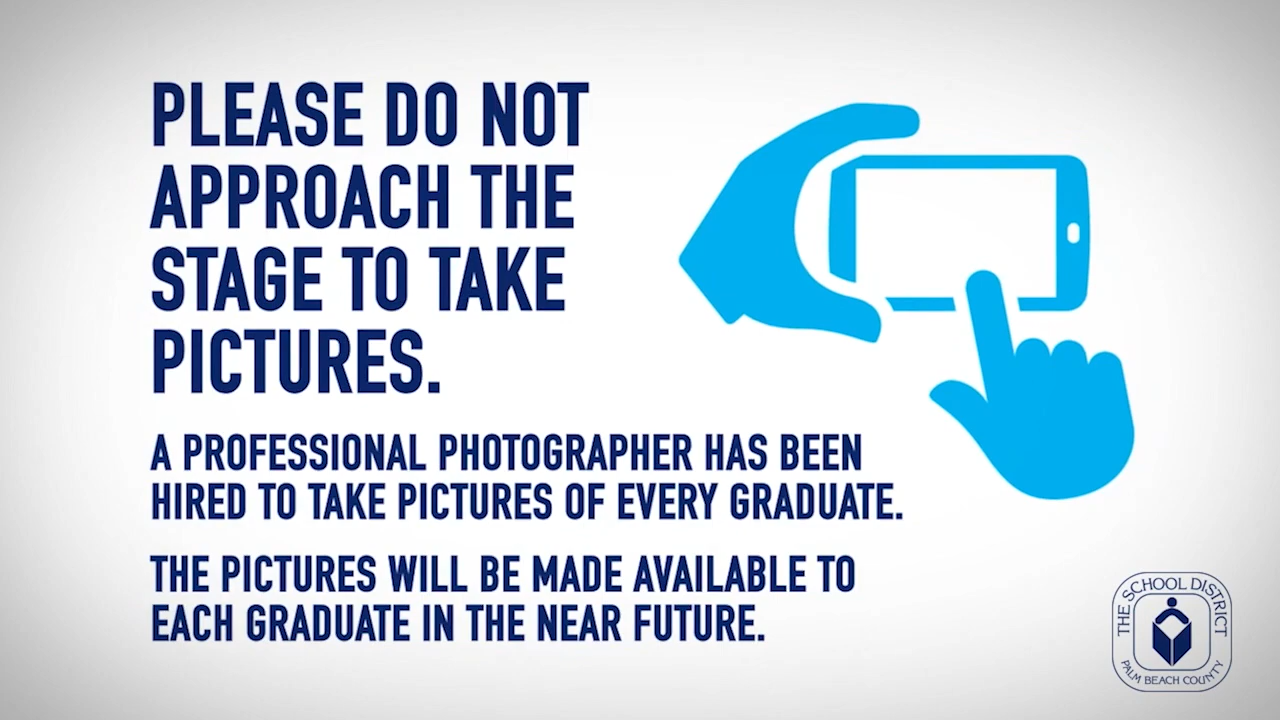 PLEASE DO NOT
APPROACH THE
STAGE TO TAKE
PICTURES.
A PROFESSIONAL PHOTOGRAPHER HAS BEEN
HIRED TO TAKE PICTURES OF EVERY GRADUATE.
THE PICTURES WILL BE MADE AVAILABLE TO
EACH GRADUATE IN THE NEAR FUTURE.
THE SCHOOL DISTRICT
PALM BEACH COUNTY